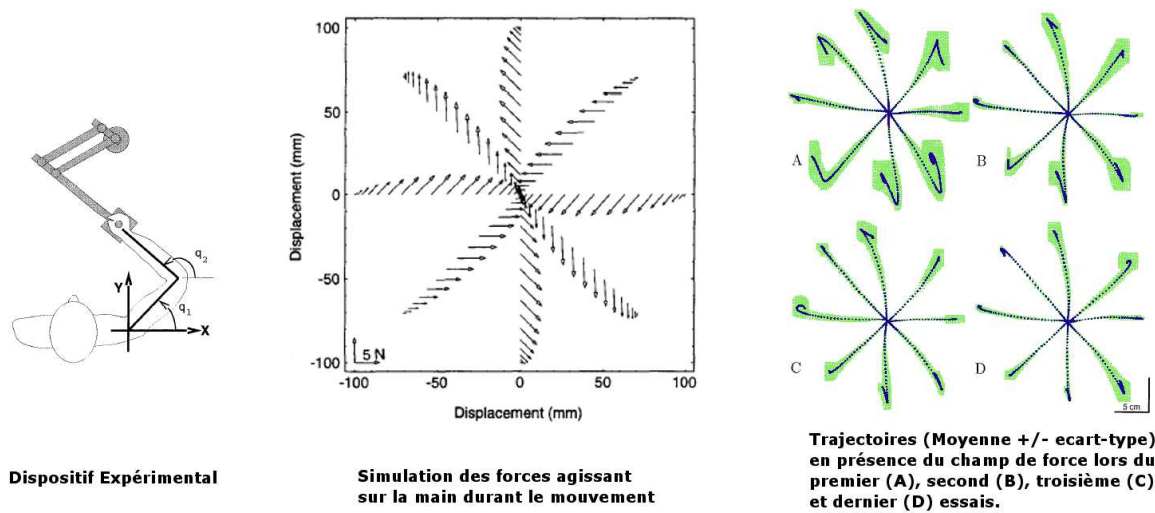 q2
Y
q1
X
Dispositif Expérimental
100
50
0
-50
-100
Displacement (mm)
5 N
-100
-50
0
50
100
Displacement (mm)
Simulation des forces agissant
sur la main durant le mouvement
A
B
C
D
5 cm
Trajectoires (Moyenne +/- ecart-type)
en présence du champ de force lors du
premier (A), second (B), troisième (C)
et dernier (D) essais.